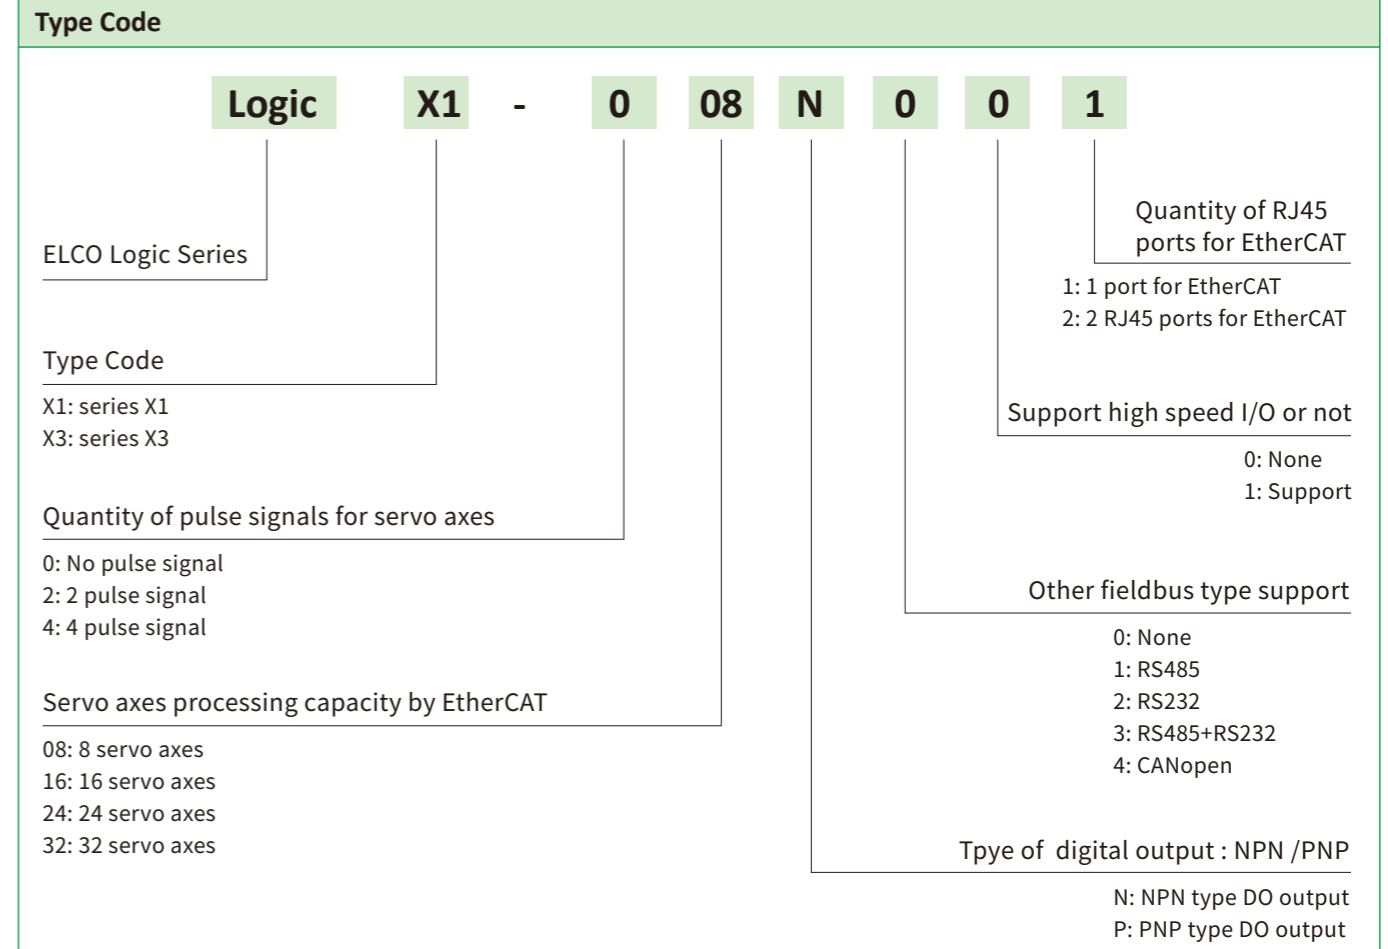 Type Code
Logic X1 - 0 08 N 0 0 1
ELCO Logic Series
Type Code
X1: series X1
X3: series X3
Quantity of pulse signals for servo axes
0: No pulse signal
2: 2 pulse signal
4: 4 pulse signal
Servo axes processing capacity by EtherCAT
08: 8 servo axes
16: 16 servo axes
24: 24 servo axes
32: 32 servo axes
Quantity of RJ45
ports for EtherCAT
1: 1 port for EtherCAT
2: 2 RJ45 ports for EtherCAT
Support high speed I/O or not
0: None
1: Support
Other fieldbus type support
0: None
1: RS485
2: RS232
3: RS485+RS232
4: CANopen
Tpye of digital output : NPN /PNP
N: NPN type DO output
P: PNP type DO output